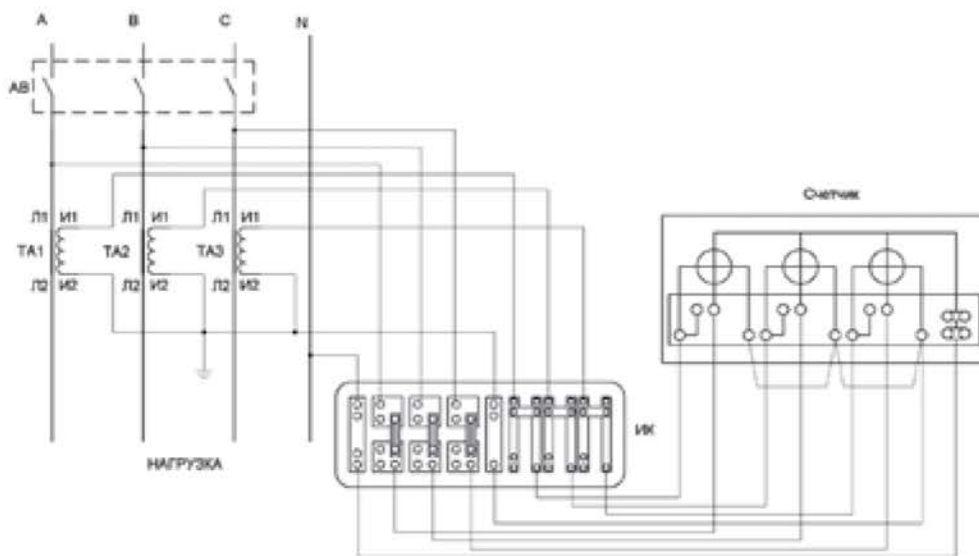 A B C N
АВ
Счетчик
Л1 И1 Л1 И1 Л1 И1
ТА1 ТА2 ТА3
Л2 И2 Л2 И2 Л2 И2
ИК
НАГРУЗКА